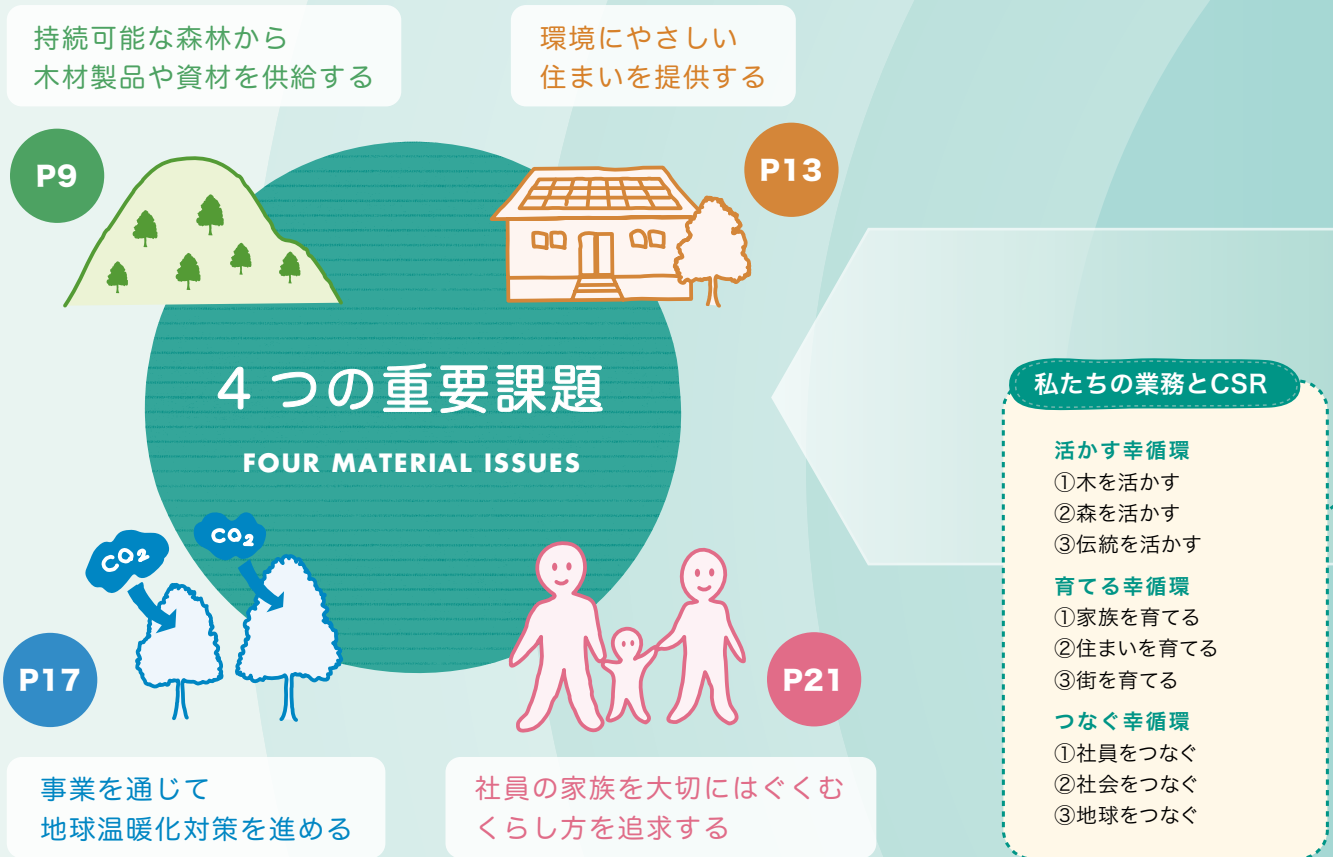 持続可能な森林から
木材製品や資材を供給する
環境にやさしい
住まいを提供する
P9
P13
4つの重要課題
FOUR MATERIAL ISSUES
CO2
CO2
P17
P21
事業を通じて
地球温暖化対策を進める
社員の家族を大切にはぐくむ
くらし方を追求する
私たちの業務とCSR
活かす幸循環
①木を活かす
②森を活かす
③伝統を活かす
育てる幸循環
①家族を育てる
②住まいを育てる
③街を育てる
つなぐ幸循環
①社員をつなぐ
②社会をつなぐ
③地球をつなぐ